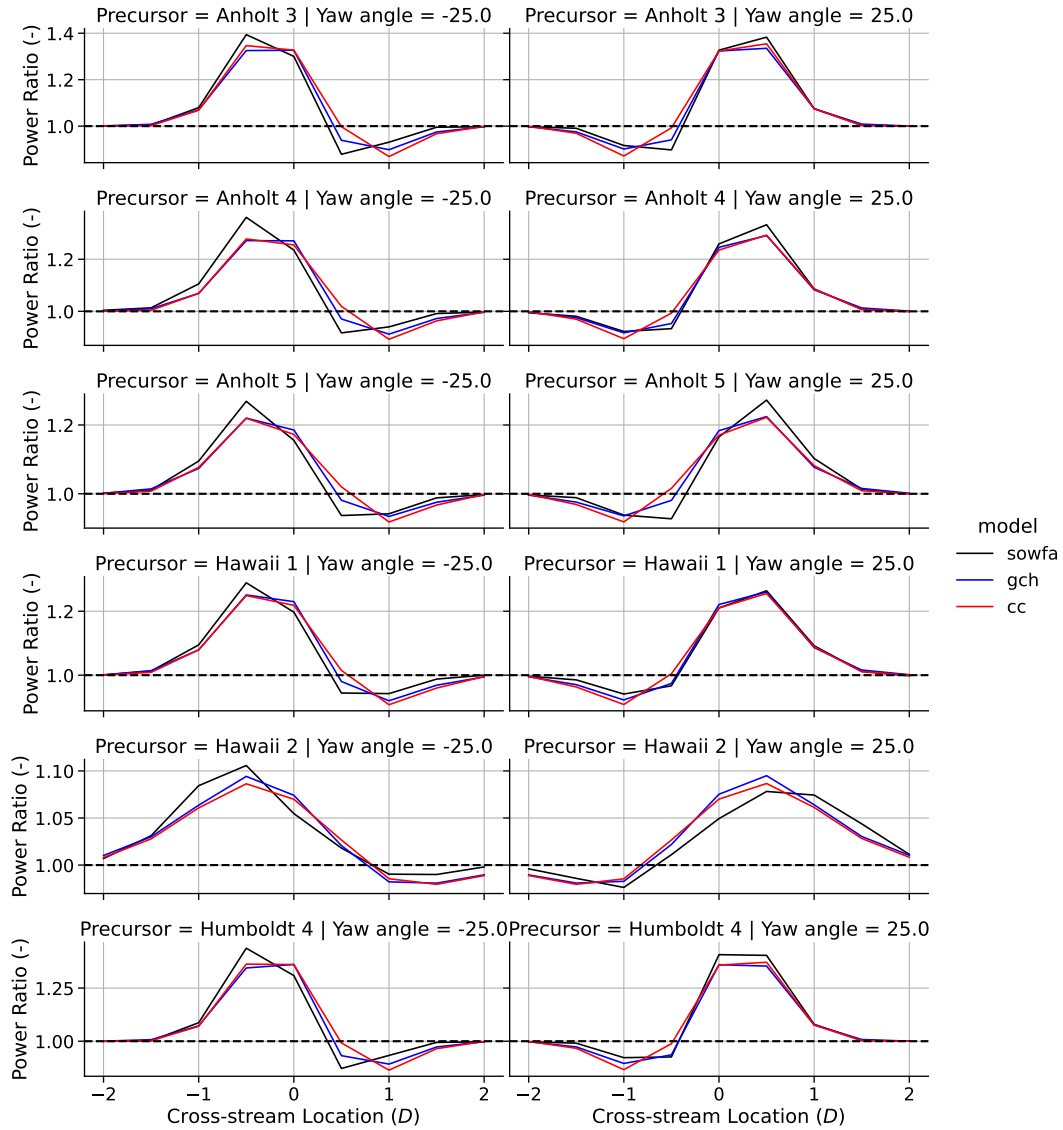 Precursor = Anholt 3 | Yaw angle = -25.0
Precursor = Anholt 3 | Yaw angle = 25.0
Power Ratio (-)
1.4
1.2
1.0
Precursor = Anholt 4 | Yaw angle = -25.0
Precursor = Anholt 4 | Yaw angle = 25.0
Power Ratio (-)
1.2
1.0
Precursor = Anholt 5 | Yaw angle = -25.0
Precursor = Anholt 5 | Yaw angle = 25.0
Power Ratio (-)
1.2
1.0
model
sowfa
gch
cc
Precursor = Hawaii 1 | Yaw angle = -25.0
Precursor = Hawaii 1 | Yaw angle = 25.0
Power Ratio (-)
1.2
1.0
Precursor = Hawaii 2 | Yaw angle = -25.0
Precursor = Hawaii 2 | Yaw angle = 25.0
Power Ratio (-)
1.10
1.05
1.00
Precursor = Humboldt 4 | Yaw angle = -25.0
Precursor = Humboldt 4 | Yaw angle = 25.0
Power Ratio (-)
1.25
1.00
−2 −1 0 1 2
−2 −1 0 1 2
Cross-stream Location (D)
Cross-stream Location (D)